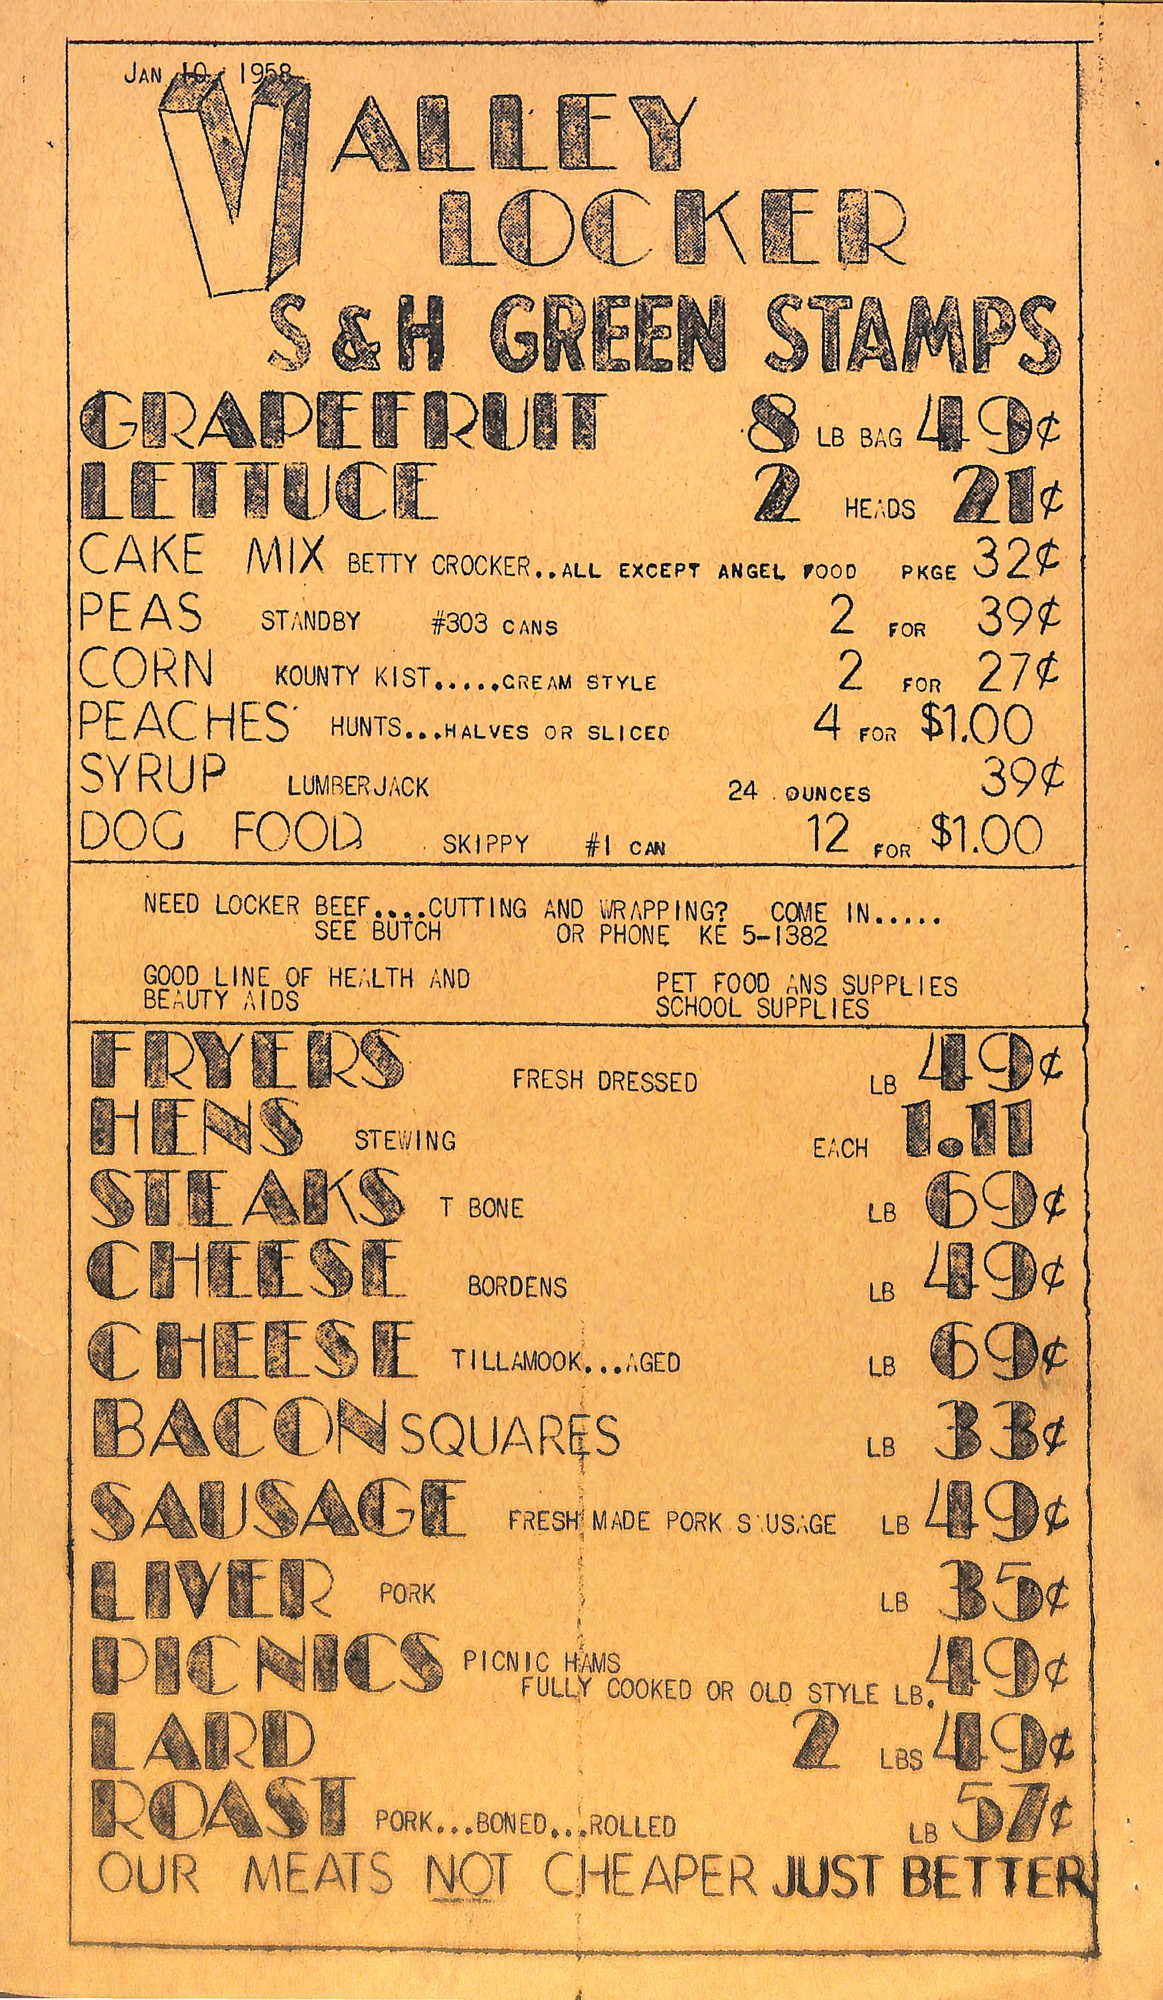 JAN 10, 1958
VALLEY
LOCKER
S & H GREEN STAMPS
GRAPEFRUIT 8 LB BAG 49¢
LETTUCE 2 HEADS 21¢
CAKE MIX BETTY CROCKER..ALL EXCEPT ANGEL FOOD PKGE 32¢
PEAS STANDBY #303 CANS 2 FOR 39¢
CORN KOUNTY KIST.....CREAM STYLE 2 FOR 27¢
PEACHES HUNTS...HALVES OR SLICED 4 FOR $1.00
SYRUP LUMBERJACK 24 OUNCES 39¢
DOG FOOD SKIPPY #1 CAN 12 FOR $1.00
NEED LOCKER BEEF....CUTTING AND WRAPPING? COME IN.....
SEE BUTCH OR PHONE KE 5-1382
GOOD LINE OF HEALTH AND
BEAUTY AIDS
PET FOOD ANS SUPPLIES
SCHOOL SUPPLIES
FRYERS FRESH DRESSED LB 49¢
HENS STEWING EACH 1.11
STEAKS T BONE LB 69¢
CHEESE BORDENS LB 49¢
CHEESE TILLAMOOK...AGED LB 69¢
BACON SQUARES LB 33¢
SAUSAGE FRESH MADE PORK SAUSAGE LB 49¢
LIVER PORK LB 35¢
PICNICS PICNIC HAMS
FULLY COOKED OR OLD STYLE LB. 49¢
LARD 2 LBS 49¢
ROAST PORK...BONED...ROLLED LB 57¢
OUR MEATS NOT CHEAPER JUST BETTER